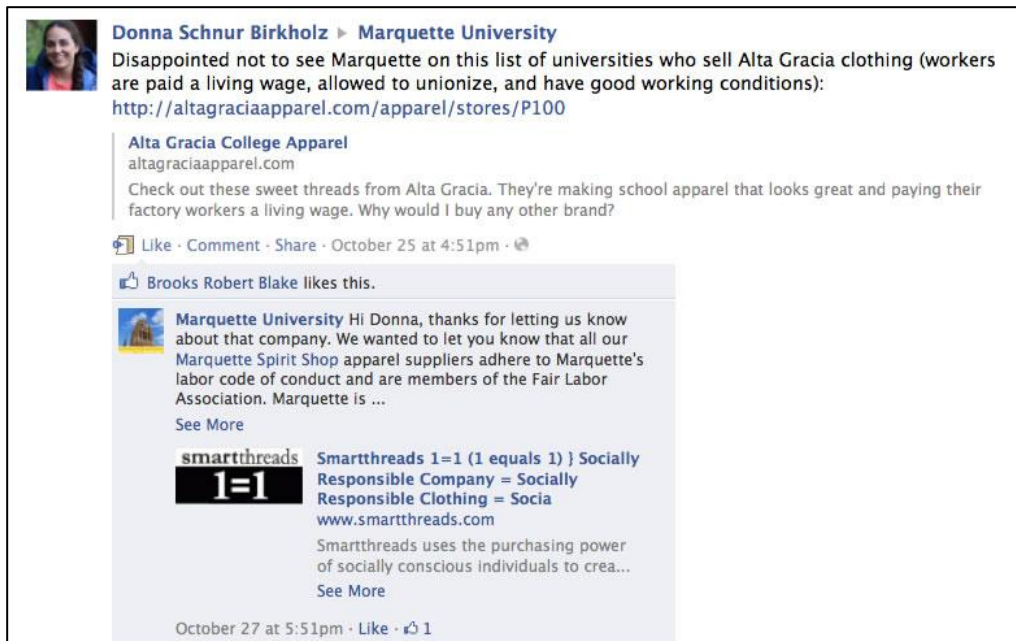 Donna Schnur Birkholz ▸ Marquette University
Disappointed not to see Marquette on this list of universities who sell Alta Gracia clothing (workers
are paid a living wage, allowed to unionize, and have good working conditions):
http://altagraciaapparel.com/apparel/stores/P100
Alta Gracia College Apparel
altagraciaapparel.com
Check out these sweet threads from Alta Gracia. They're making school apparel that looks great and paying their
factory workers a living wage. Why would I buy any other brand?
Like · Comment · Share · October 25 at 4:51pm ·
Brooks Robert Blake likes this.
Marquette University Hi Donna, thanks for letting us know
about that company. We wanted to let you know that all our
Marquette Spirit Shop apparel suppliers adhere to Marquette's
labor code of conduct and are members of the Fair Labor
Association. Marquette is ...
See More
smartthreads
1=1
Smartthreads 1=1 (1 equals 1) } Socially
Responsible Company = Socially
Responsible Clothing = Socia
www.smartthreads.com
Smartthreads uses the purchasing power
of socially conscious individuals to crea...
See More
October 27 at 5:51pm · Like · 1